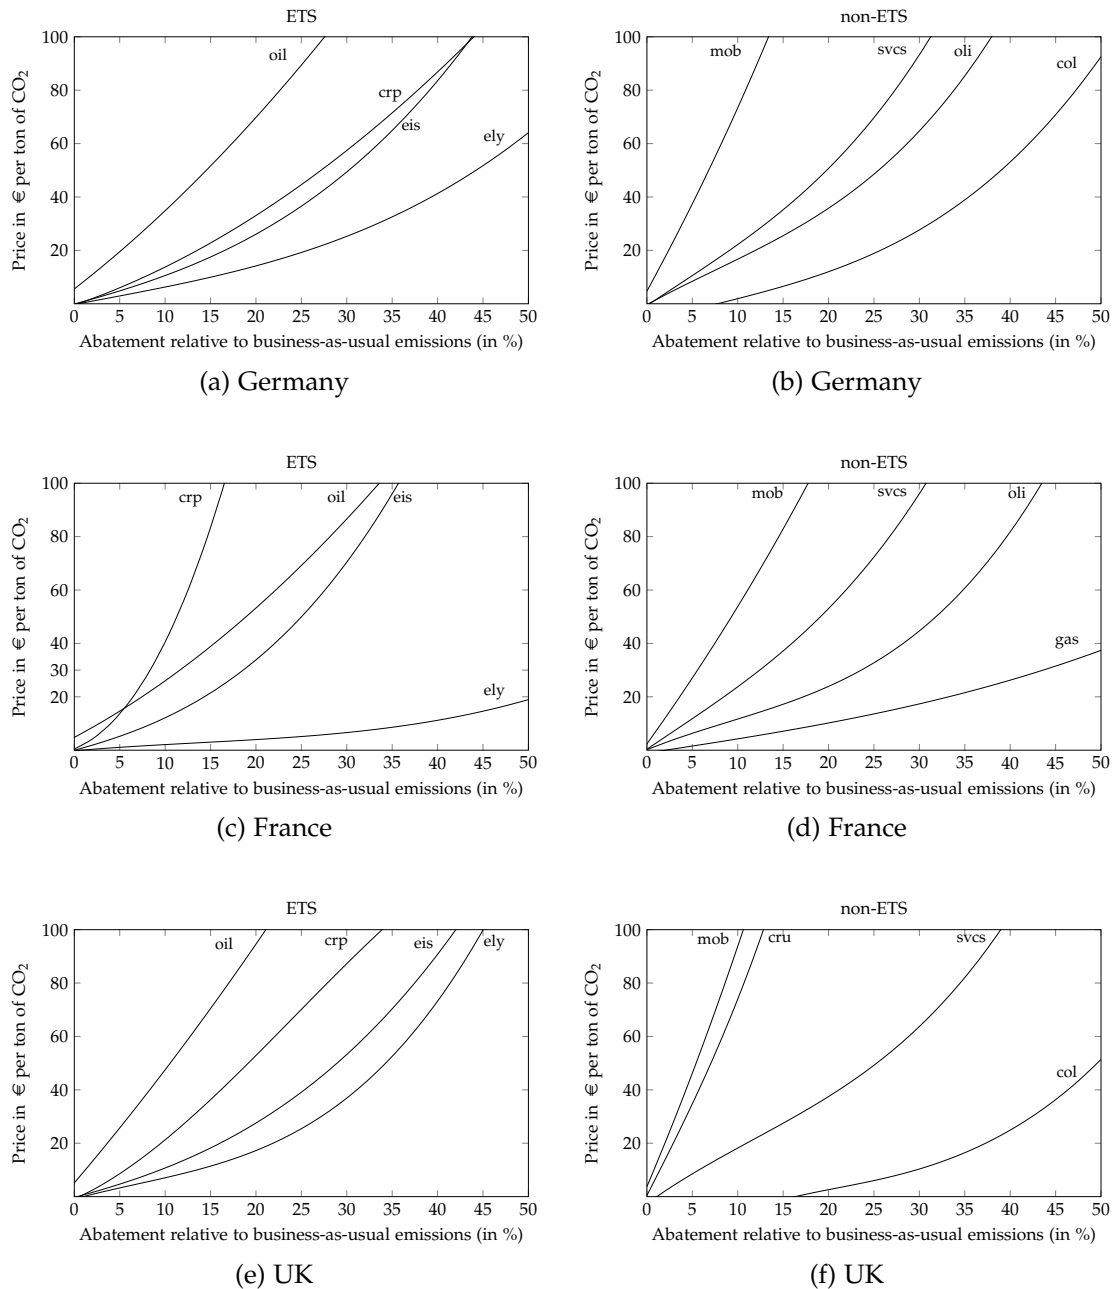 ETS
Price in € per ton of CO₂
100
80
60
40
20
oil
crp
eis
ely
0 5 10 15 20 25 30 35 40 45 50
Abatement relative to business-as-usual emissions (in %)
(a) Germany
non-ETS
Price in € per ton of CO₂
100
80
60
40
20
mob
svcs
oli
col
0 5 10 15 20 25 30 35 40 45 50
Abatement relative to business-as-usual emissions (in %)
(b) Germany
ETS
Price in € per ton of CO₂
100
80
60
40
30
20
crp
oil
eis
ely
0 5 10 15 20 25 30 35 40 45 50
Abatement relative to business-as-usual emissions (in %)
(c) France
non-ETS
Price in € per ton of CO₂
100
80
60
40
20
mob
svcs
oli
gas
0 5 10 15 20 25 30 35 40 45 50
Abatement relative to business-as-usual emissions (in %)
(d) France
ETS
Price in € per ton of CO₂
100
80
60
40
20
oil
crp
eis
ely
0 5 10 15 20 25 30 35 40 45 50
Abatement relative to business-as-usual emissions (in %)
(e) UK
non-ETS
Price in € per ton of CO₂
100
80
60
40
20
mob
cru
svcs
col
0 5 10 15 20 25 30 35 40 45 50
Abatement relative to business-as-usual emissions (in %)
(f) UK